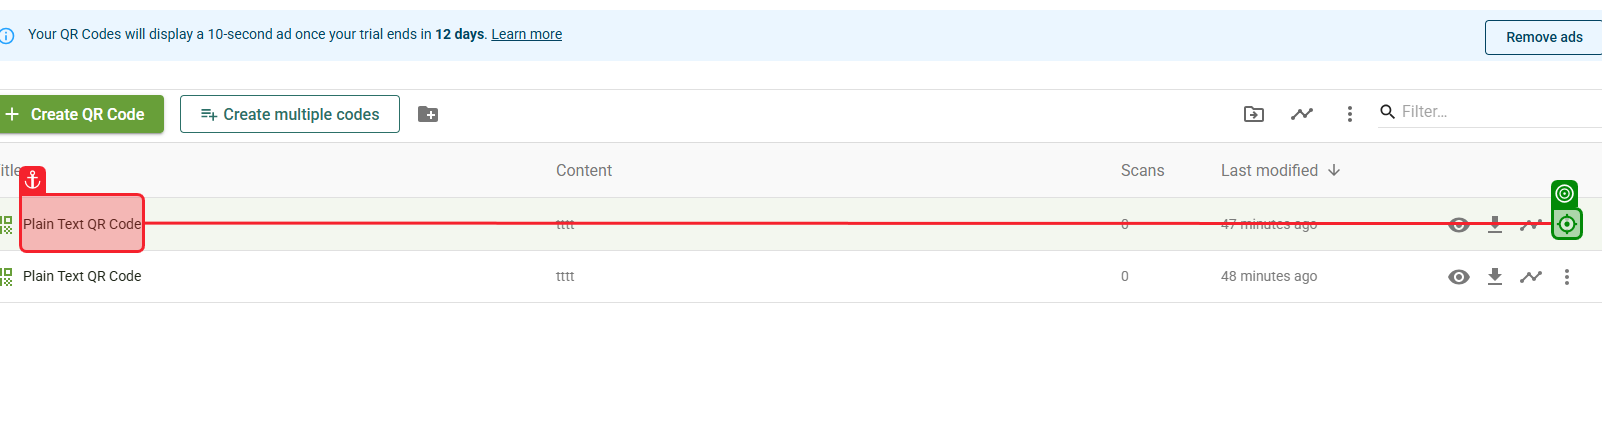 Your QR Codes will display a 10-second ad once your trial ends in 12 days. Learn more
Remove ads
Create QR Code
Create multiple codes
Filter...
itle
Content
Scans
Last modified
Plain Text QR Code
tttt
0
47 minutes ago
Plain Text QR Code
tttt
0
48 minutes ago